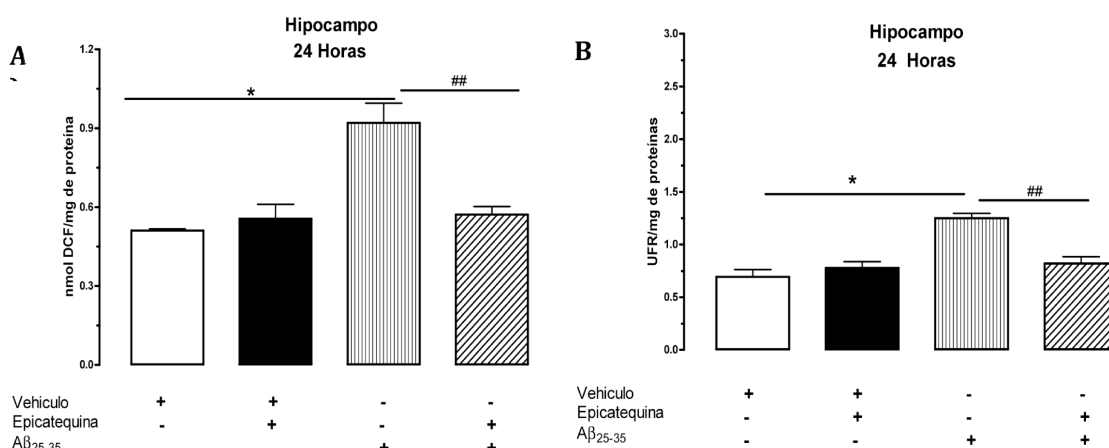 A
Hipocampo
24 Horas
nmol DCF/mg de proteína
1.2
0.9
0.6
0.3
0.0
*
##
Vehiculo + + - -
Epicatequina - + - +
Aβ25-35 - - + +
B
Hipocampo
24 Horas
UFR/mg de proteínas
3.0
2.5
2.0
1.5
1.0
0.5
0.0
*
##
Vehiculo + + - -
Epicatequina - + - +
Aβ25-35 - - + +